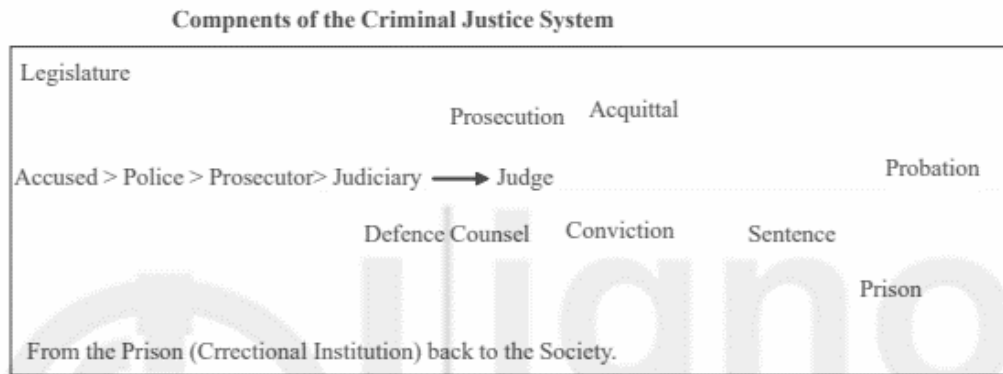 Compnents of the Criminal Justice System
Legislature
Prosecution Acquittal
Accused > Police > Prosecutor> Judiciary → Judge
Probation
Defence Counsel Conviction Sentence
Prison
From the Prison (Crrectional Institution) back to the Society.